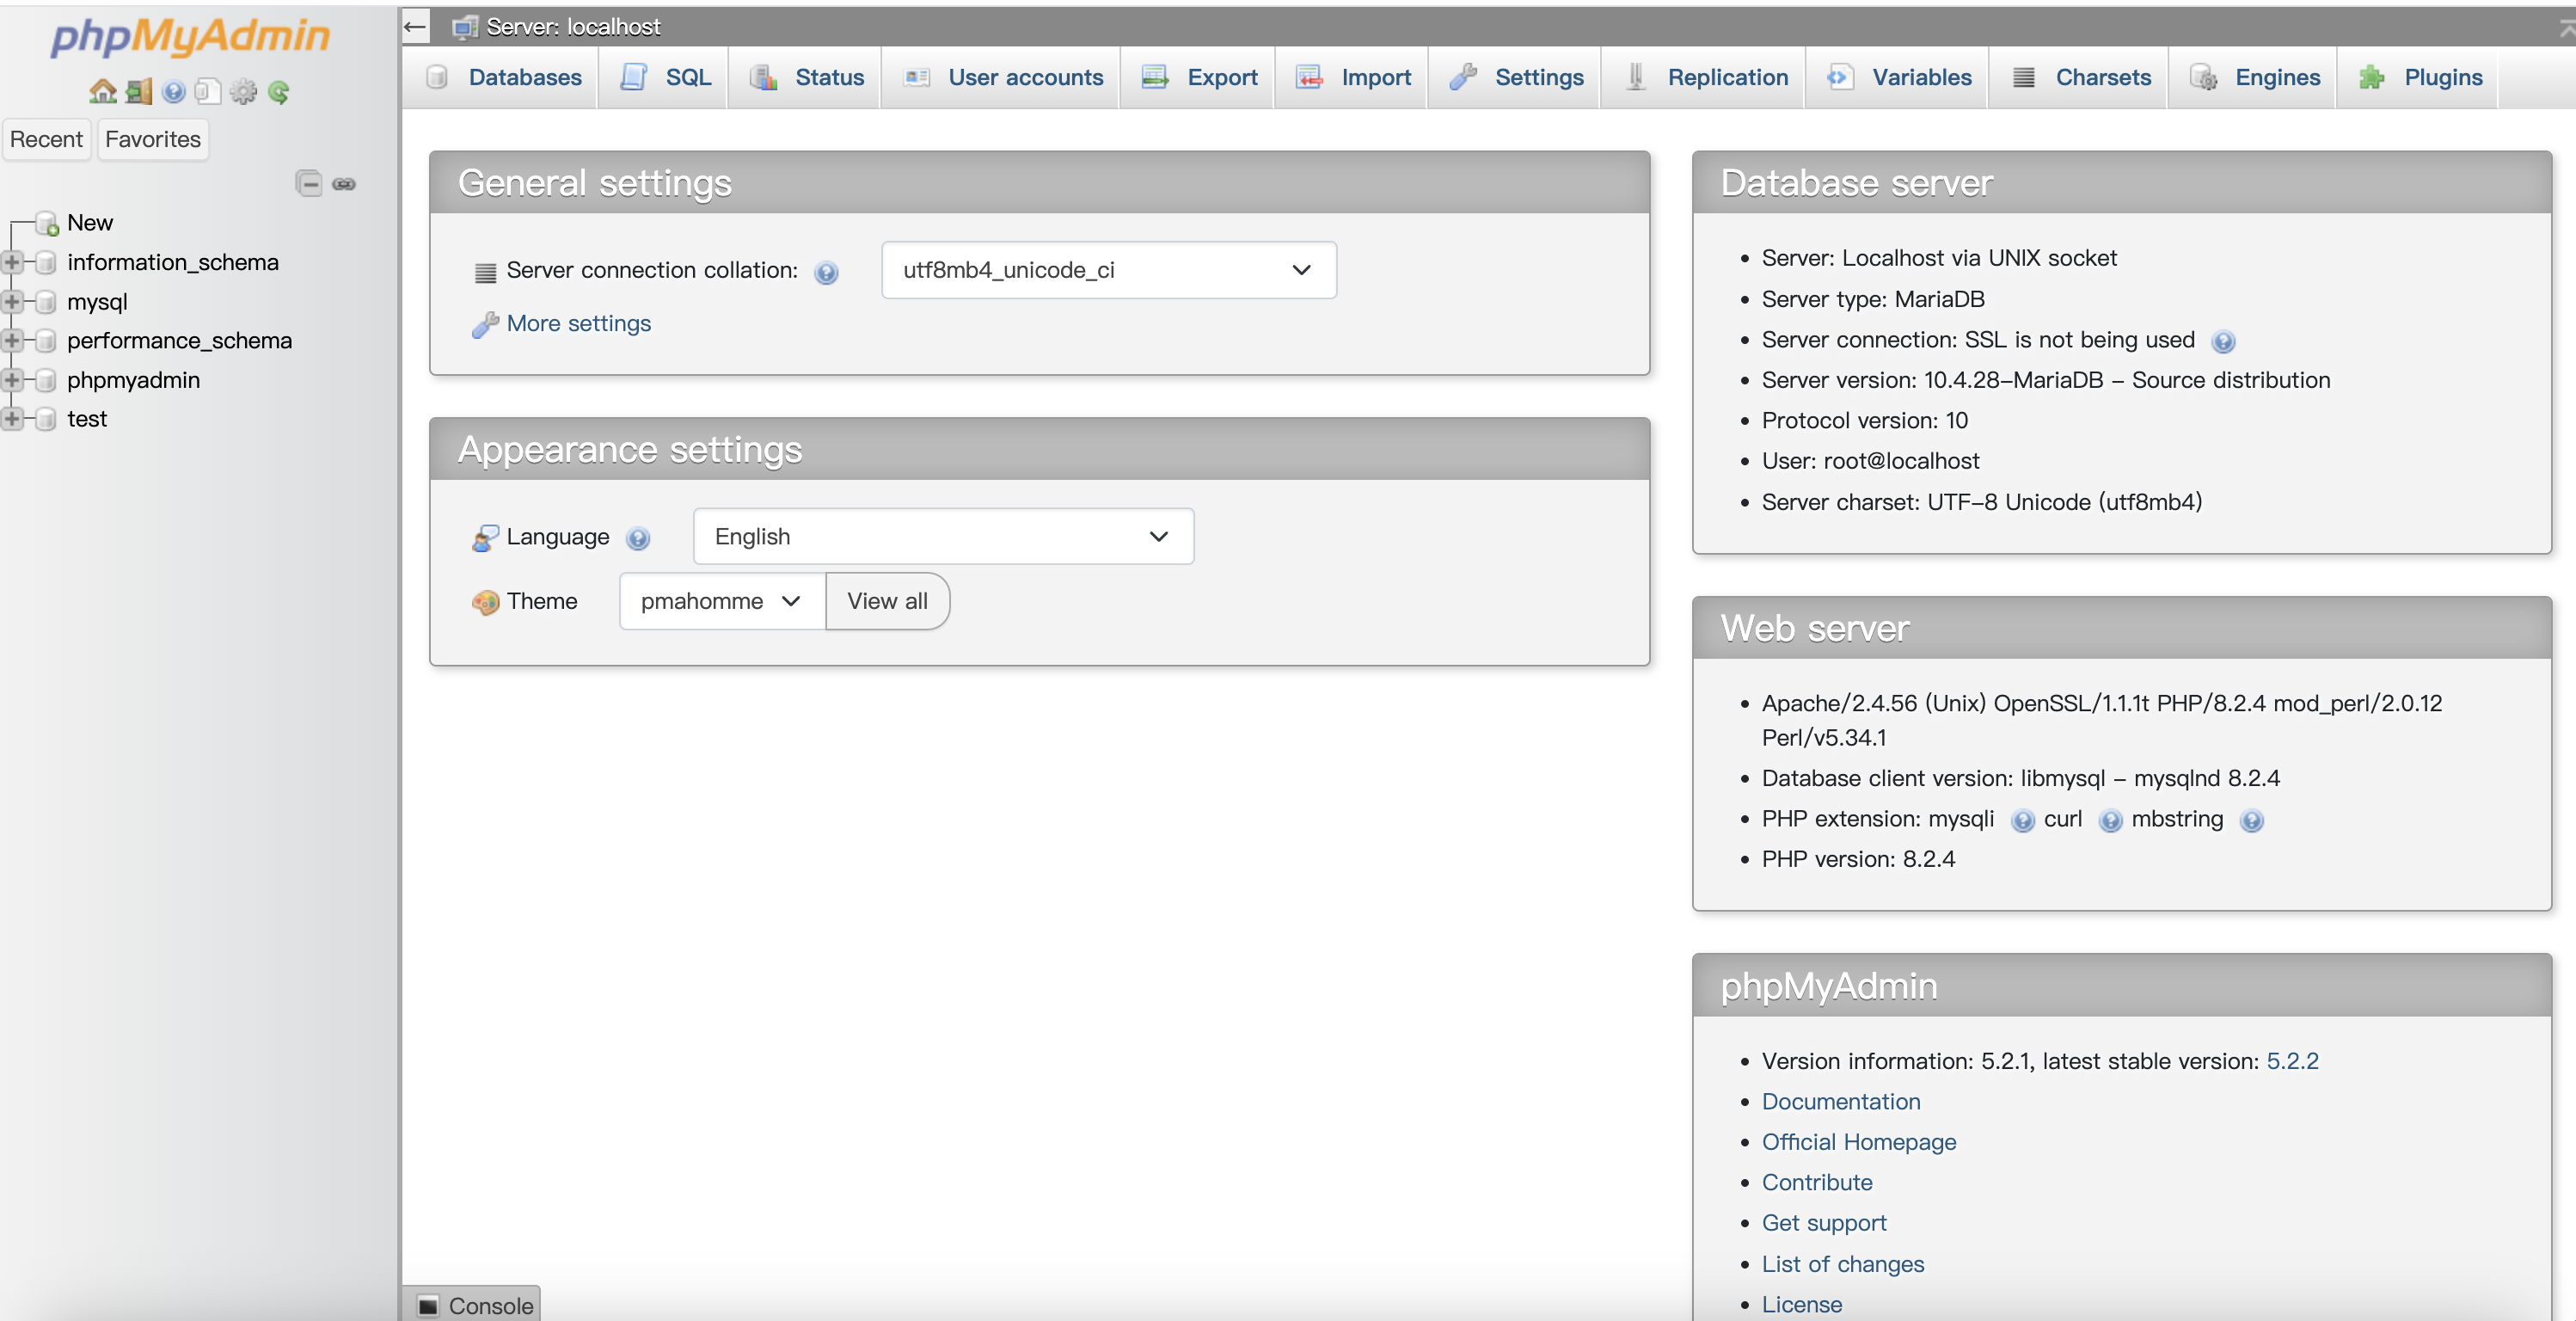 phpMyAdmin
Recent Favorites
New
information_schema
mysql
performance_schema
phpmyadmin
test
Server: localhost
Databases SQL Status User accounts Export Import Settings Replication Variables Charsets Engines Plugins
General settings
Server connection collation: utf8mb4_unicode_ci
More settings
Appearance settings
Language English
Theme pmahomme View all
Database server
Server: Localhost via UNIX socket
Server type: MariaDB
Server connection: SSL is not being used
Server version: 10.4.28-MariaDB - Source distribution
Protocol version: 10
User: root@localhost
Server charset: UTF-8 Unicode (utf8mb4)
Web server
Apache/2.4.56 (Unix) OpenSSL/1.1.1t PHP/8.2.4 mod_perl/2.0.12
Perl/v5.34.1
Database client version: libmysql - mysqlnd 8.2.4
PHP extension: mysqli curl mbstring
PHP version: 8.2.4
phpMyAdmin
Version information: 5.2.1, latest stable version: 5.2.2
Documentation
Official Homepage
Contribute
Get support
List of changes
License
Console